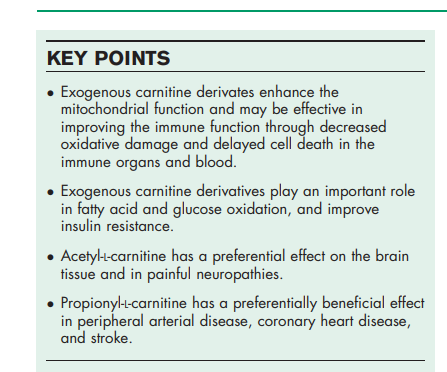 KEY POINTS
• Exogenous carnitine derivates enhance the
mitochondrial function and may be effective in
improving the immune function through decreased
oxidative damage and delayed cell death in the
immune organs and blood.
• Exogenous carnitine derivatives play an important role
in fatty acid and glucose oxidation, and improve
insulin resistance.
• Acetyl-L-carnitine has a preferential effect on the brain
tissue and in painful neuropathies.
• Propionyl-L-carnitine has a preferentially beneficial effect
in peripheral arterial disease, coronary heart disease,
and stroke.